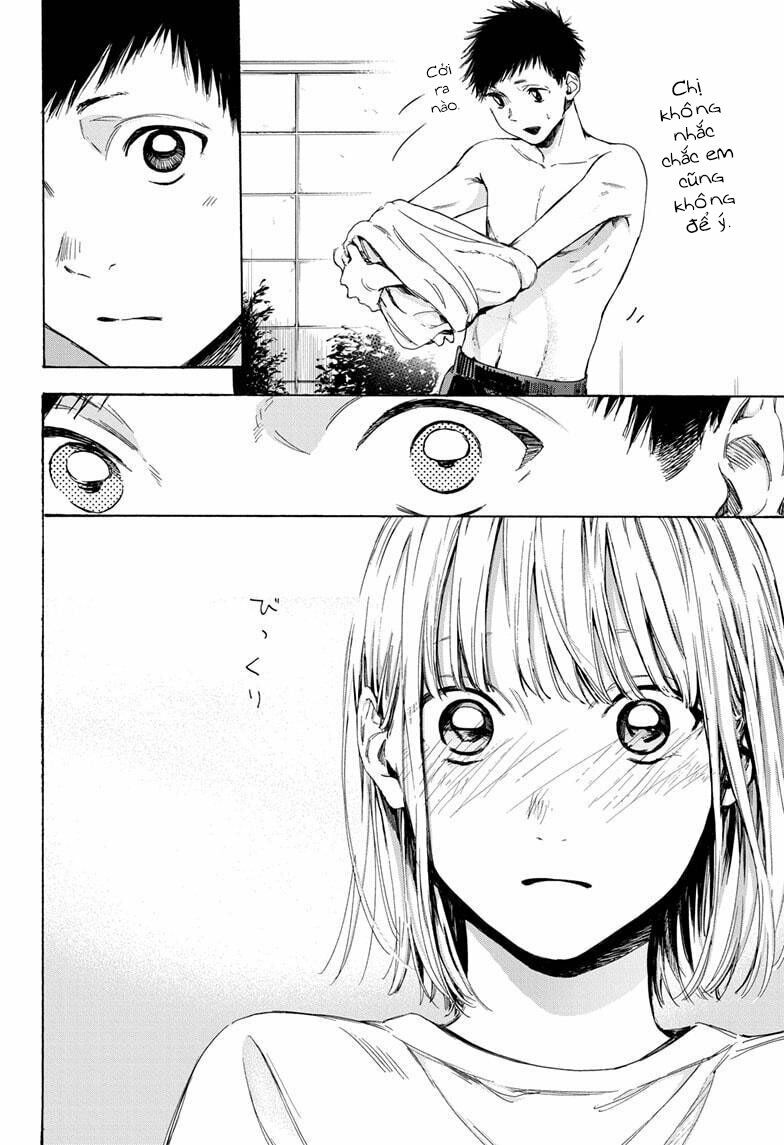 Chị
không
nhắc
chắc em
cũng
không
để ý.
Cởi
ra
nào.
びっくり